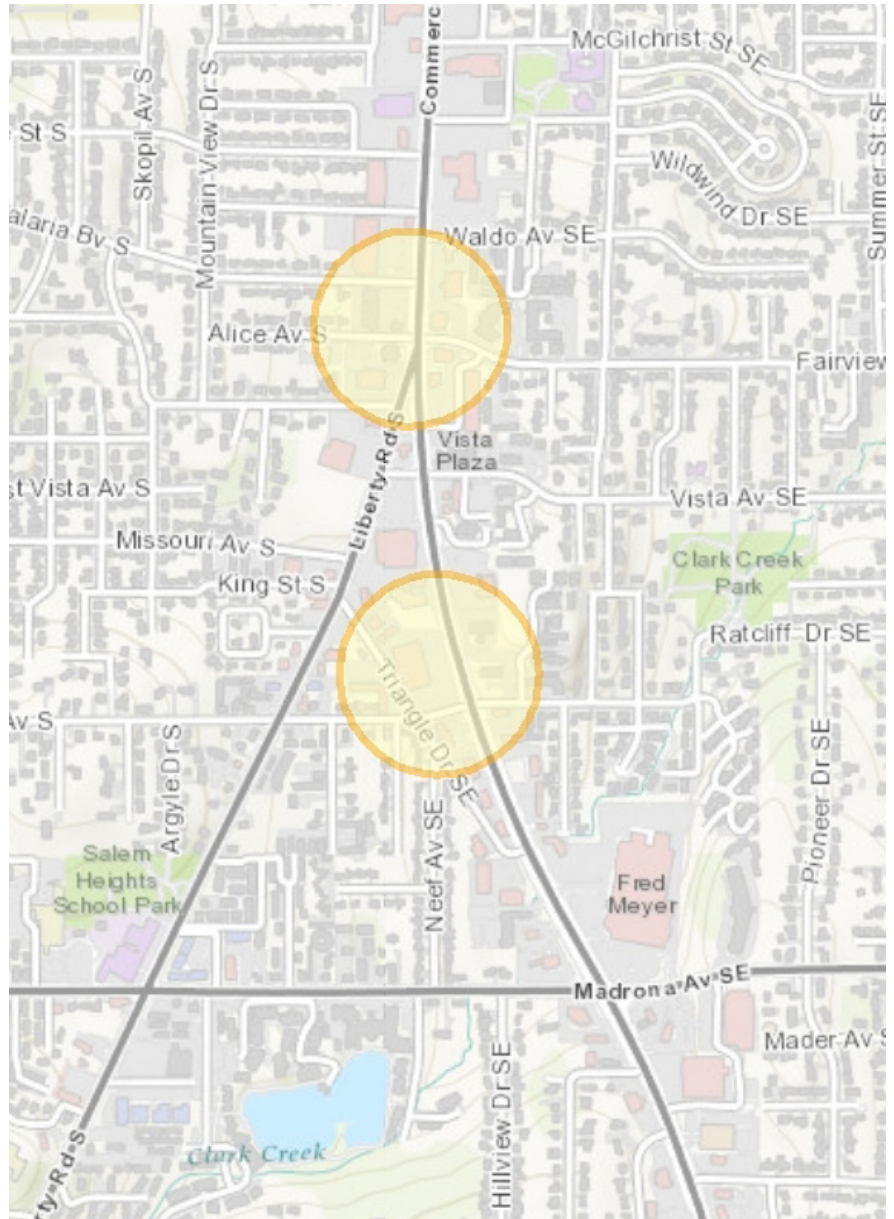 Commerc
McGilchrist St SE
Skopil Av S
Mountain View Dr S
St S
Wildwind Dr SE
Summer St SE
alaria Bv S
Waldo Av SE
Alice Av S
Fairview
Liberty Rd S
Vista
Plaza
st Vista Av S
Vista Av SE
Missouri Av S
King St S
Clark Creek
Park
Ratcliff Dr SE
Triangle Dr SE
Av S
Argyle Dr S
Pioneer Dr SE
Neef Av SE
Salem
Heights
School Park
Fred
Meyer
Madrona Av SE
Mader Av S
Hillview Dr SE
rty Rd S
Clark Creek